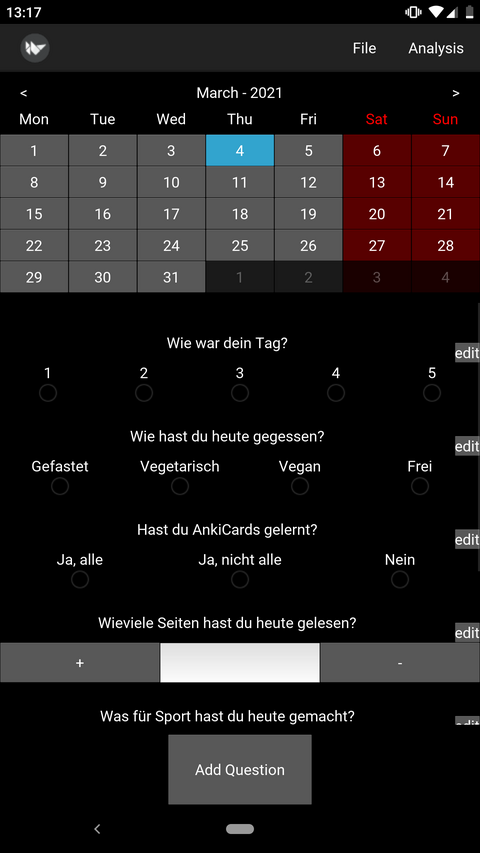 13:17
File Analysis
< March - 2021 >
Mon Tue Wed Thu Fri Sat Sun
1 2 3 4 5 6 7
8 9 10 11 12 13 14
15 16 17 18 19 20 21
22 23 24 25 26 27 28
29 30 31 1 2 3 4
Wie war dein Tag?
edit
1 2 3 4 5
Wie hast du heute gegessen?
edit
Gefastet Vegetarisch Vegan Frei
Hast du AnkiCards gelernt?
edit
Ja, alle Ja, nicht alle Nein
Wieviele Seiten hast du heute gelesen?
edit
+ -
Was für Sport hast du heute gemacht?
edit
Add Question